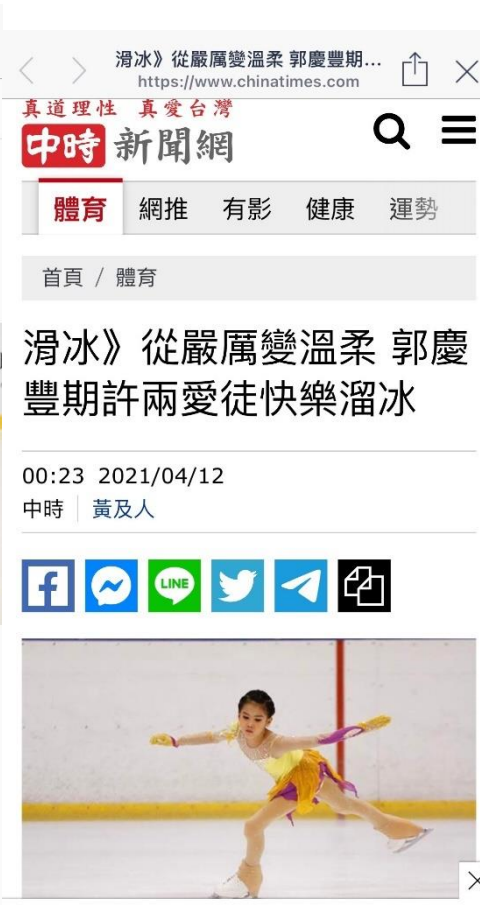 滑冰》從嚴厲變溫柔 郭慶豐期...
https://www.chinatimes.com
真道理性 真愛台灣
中時 新聞網
體育 網推 有影 健康 運勢
首頁 / 體育
滑冰》從嚴厲變溫柔 郭慶
豐期許兩愛徒快樂溜冰
00:23 2021/04/12
中時 黃及人
LINE